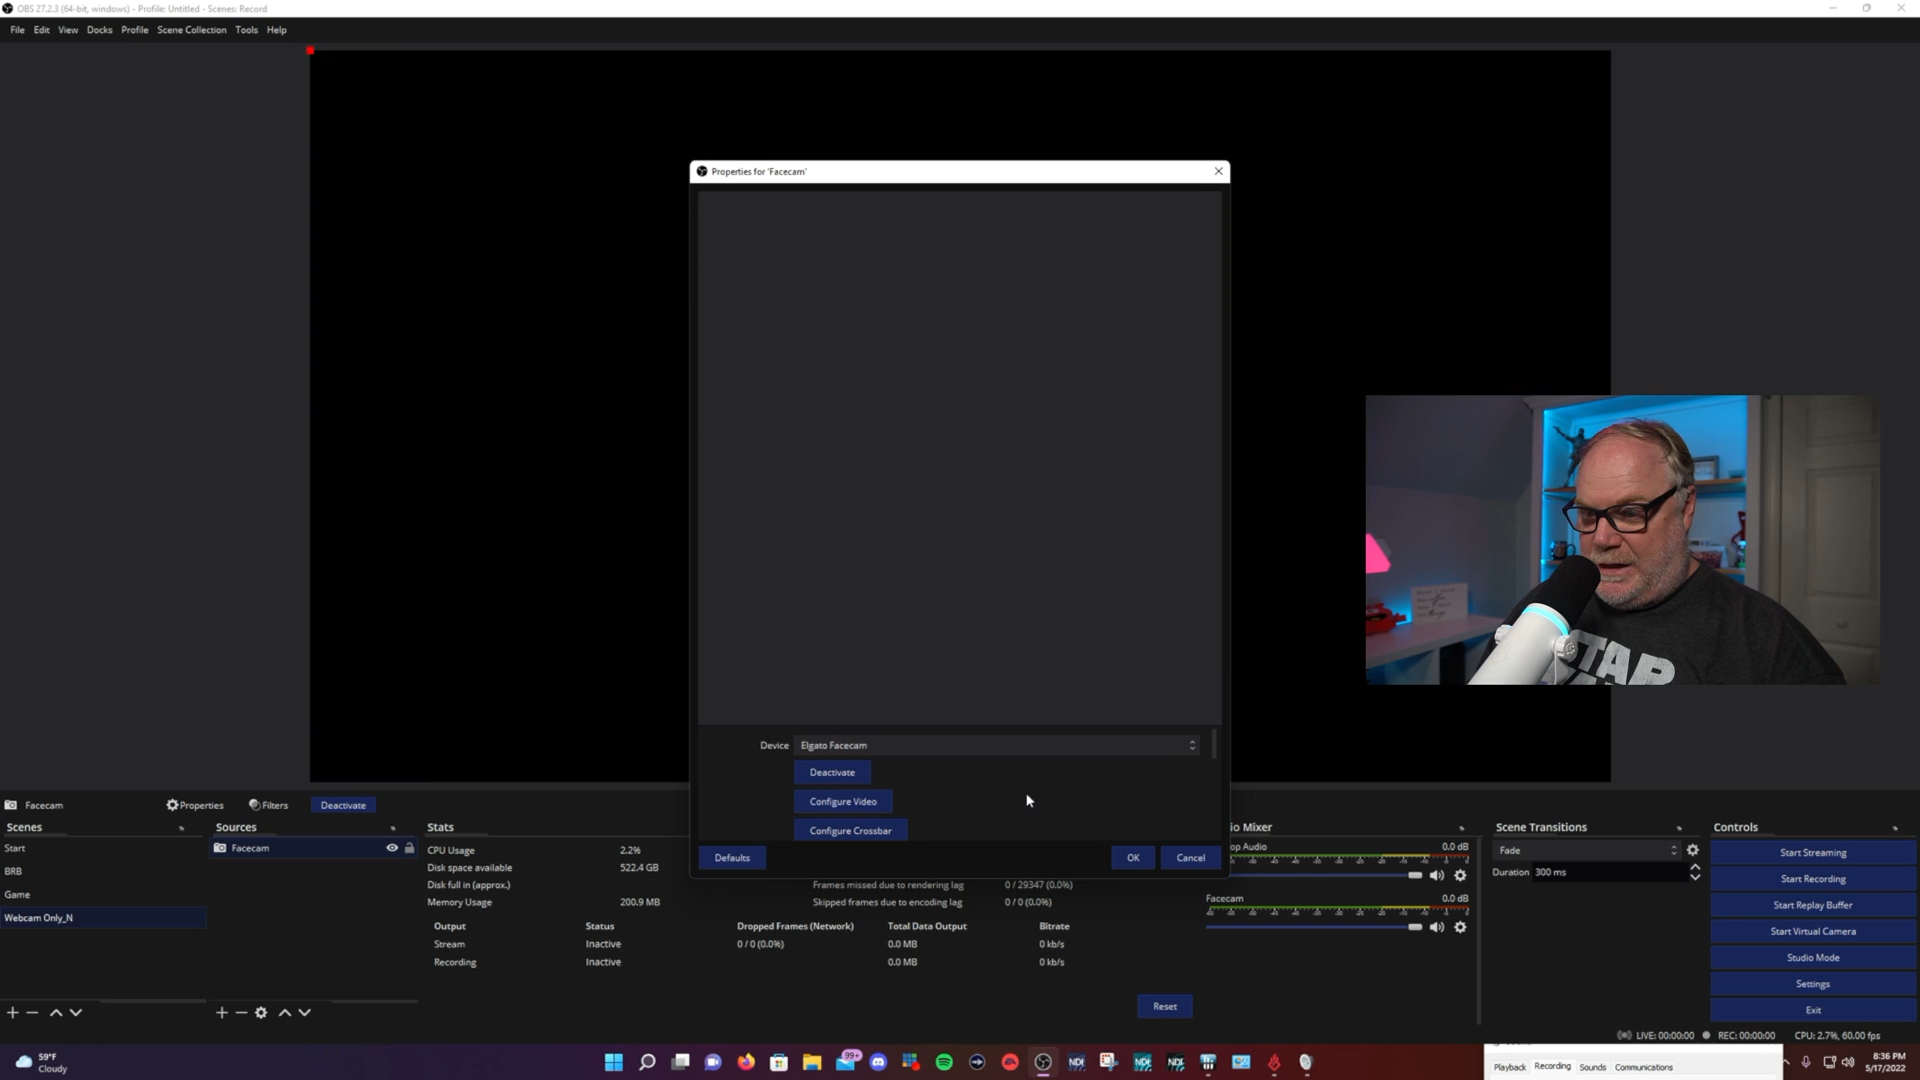 OBS 27.2.3 (64-bit, windows) - Profile: Untitled - Scenes: Record
File Edit View Docks Profile Scene Collection Tools Help
Properties for 'Facecam'
Device Elgato Facecam
Deactivate
Configure Video
Configure Crossbar
Defaults OK Cancel
Facecam Properties Filters Deactivate
Scenes
Start
BRB
Game
Webcam Only_N
Sources
Facecam
Stats
CPU Usage 2.2%
Disk space available 522.4 GB
Disk full in (approx.)
Memory Usage 200.9 MB
Frames missed due to rendering lag 0 / 29347 (0.0%)
Skipped frames due to encoding lag 0 / 0 (0.0%)
Output Status Dropped Frames (Network) Total Data Output Bitrate
Stream Inactive 0 / 0 (0.0%) 0.0 MB 0 kb/s
Recording Inactive 0.0 MB 0 kb/s
Reset
io Mixer
op Audio 0.0 dB
Facecam 0.0 dB
Scene Transitions
Fade
Duration 300 ms
Controls
Start Streaming
Start Recording
Start Replay Buffer
Start Virtual Camera
Studio Mode
Settings
Exit
LIVE: 00:00:00 REC: 00:00:00 CPU: 2.7%, 60.00 fps
STAR
59°F
Cloudy
99+
NDI
NDI
NDI
Playback Recording Sounds Communications
8:36 PM
5/17/2022